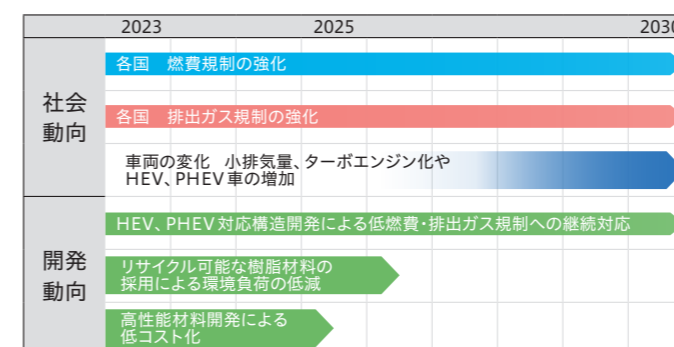 2023 2025 2030
社会
動向
各国　燃費規制の強化
各国　排出ガス規制の強化
車両の変化　小排気量、ターボエンジン化や
HEV、PHEV車の増加
開発
動向
HEV、PHEV対応構造開発による低燃費・排出ガス規制への継続対応
リサイクル可能な樹脂材料の
採用による環境負荷の低減
高性能材料開発による
低コスト化